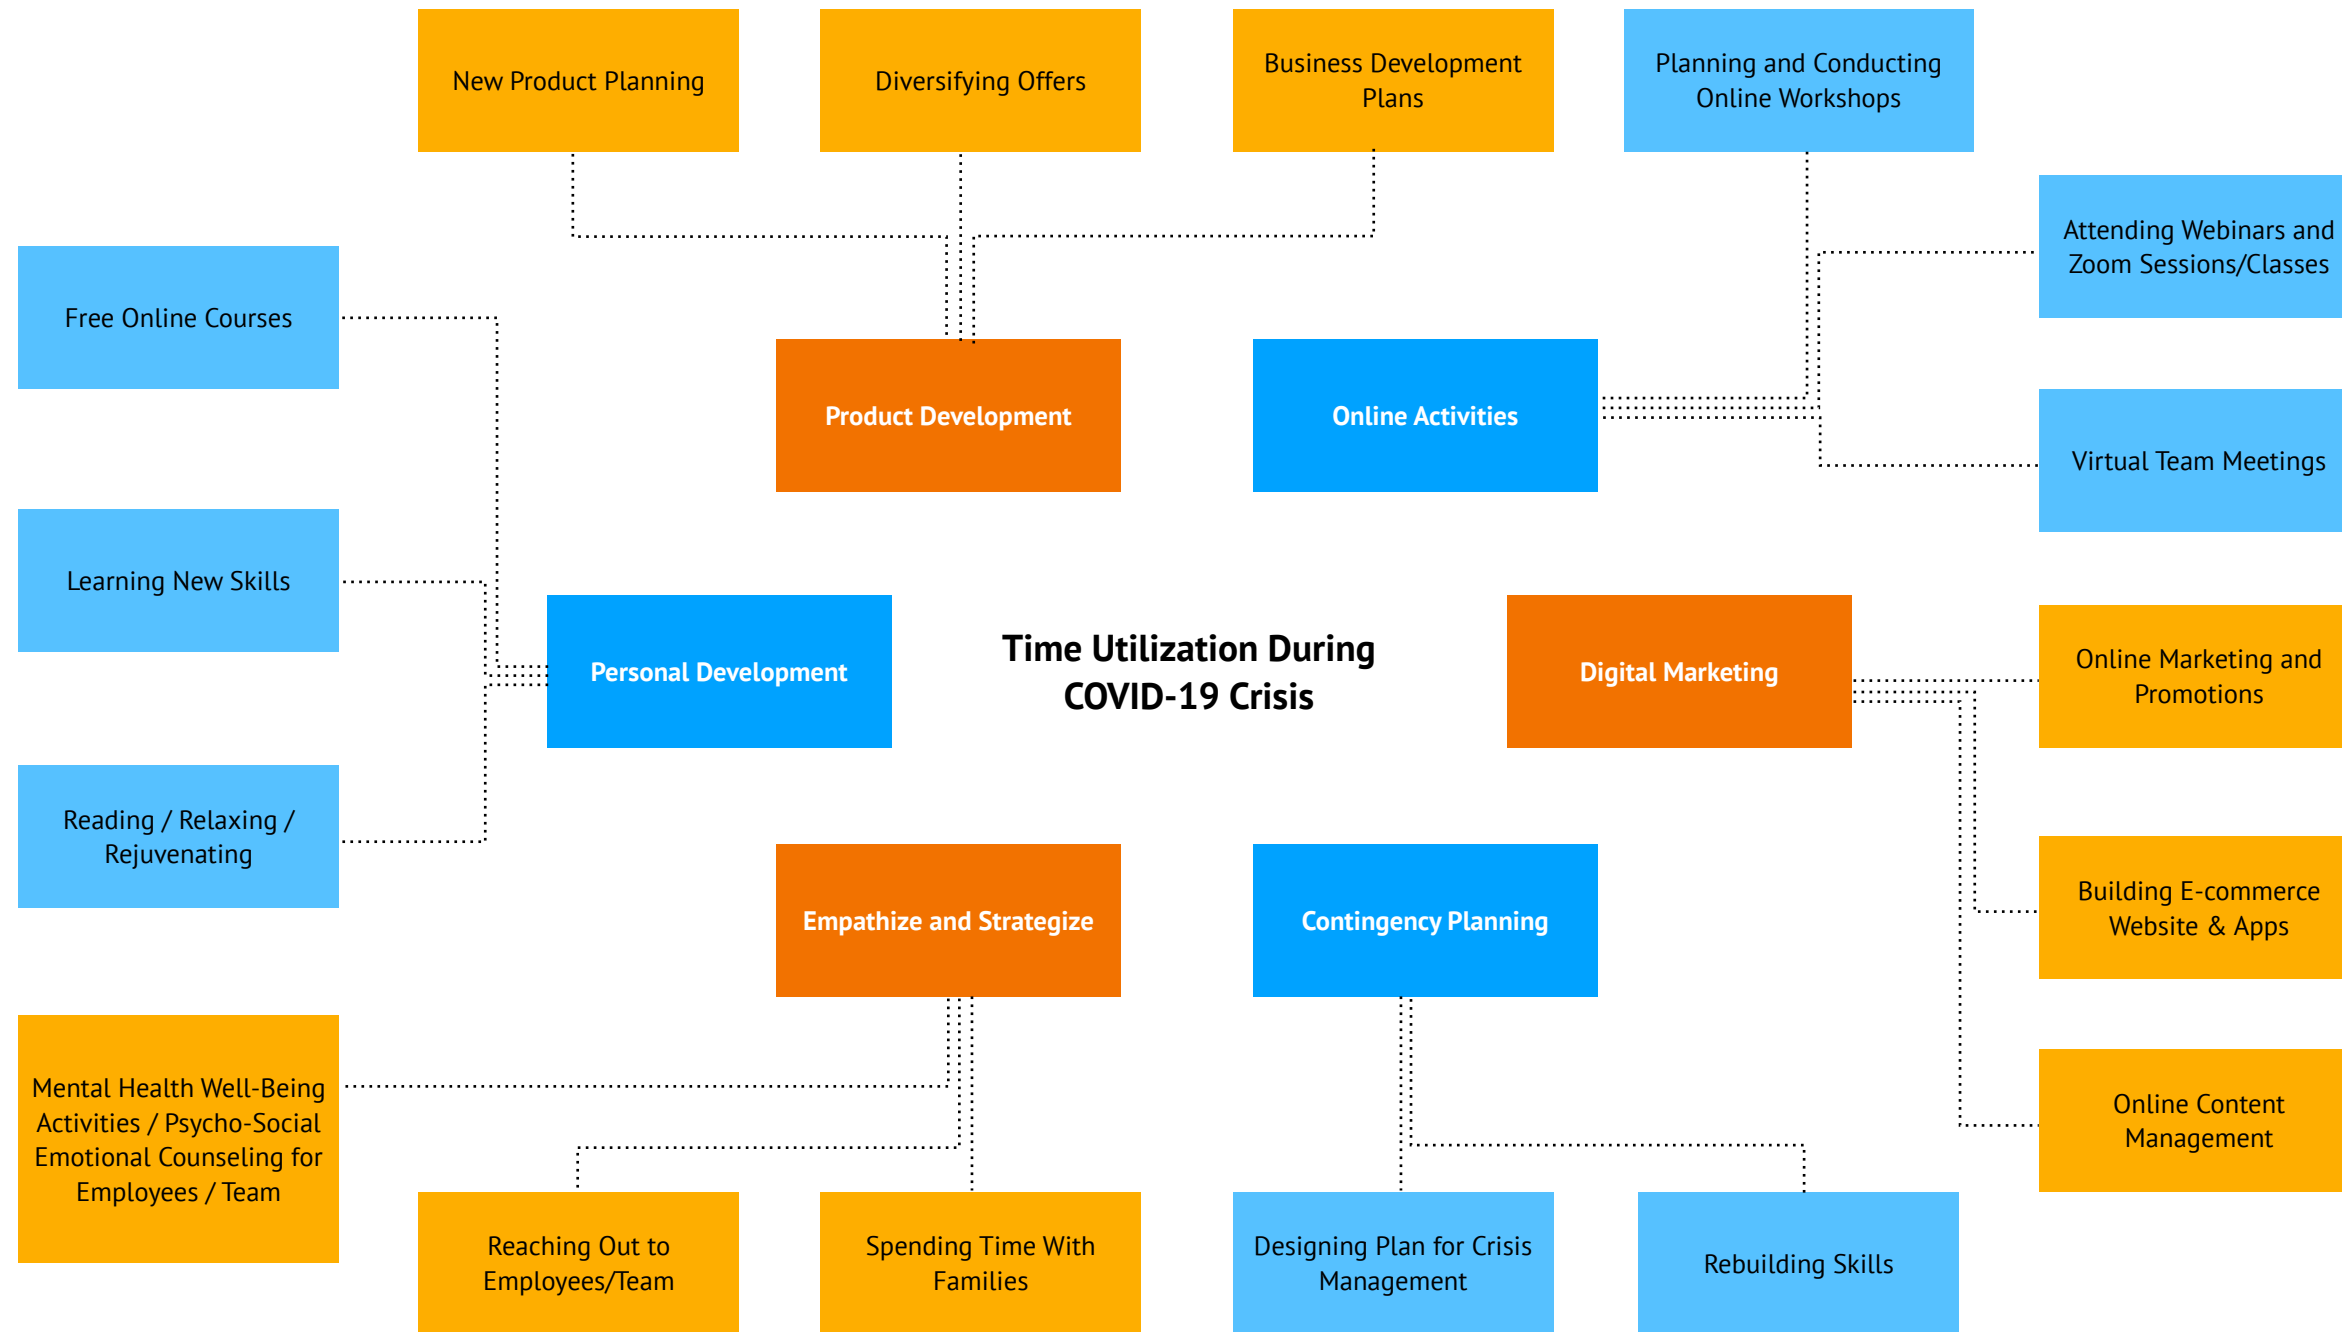 New Product Planning
Diversifying Offers
Business Development
Plans
Planning and Conducting
Online Workshops
Attending Webinars and
Zoom Sessions/Classes
Free Online Courses
Product Development
Online Activities
Virtual Team Meetings
Learning New Skills
Personal Development
Time Utilization During
COVID-19 Crisis
Digital Marketing
Online Marketing and
Promotions
Reading / Relaxing /
Rejuvenating
Empathize and Strategize
Contingency Planning
Building E-commerce
Website & Apps
Mental Health Well-Being
Activities / Psycho-Social
Emotional Counseling for
Employees / Team
Online Content
Management
Reaching Out to
Employees/Team
Spending Time With
Families
Designing Plan for Crisis
Management
Rebuilding Skills